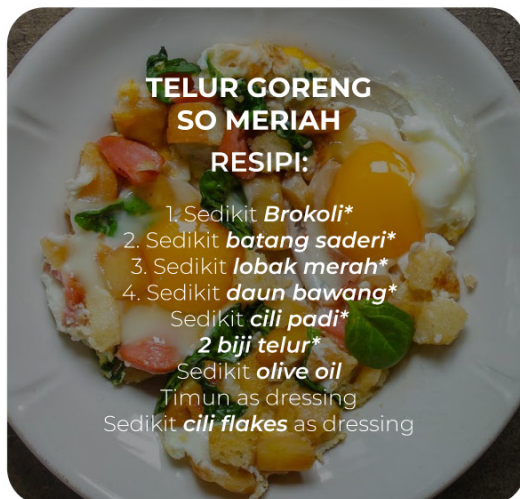 TELUR GORENG
SO MERIAH
RESIPI:
1. Sedikit Brokoli*
2. Sedikit batang saderi*
3. Sedikit lobak merah*
4. Sedikit daun bawang*
Sedikit cili padi*
2 biji telur*
Sedikit olive oil
Timun as dressing
Sedikit cili flakes as dressing